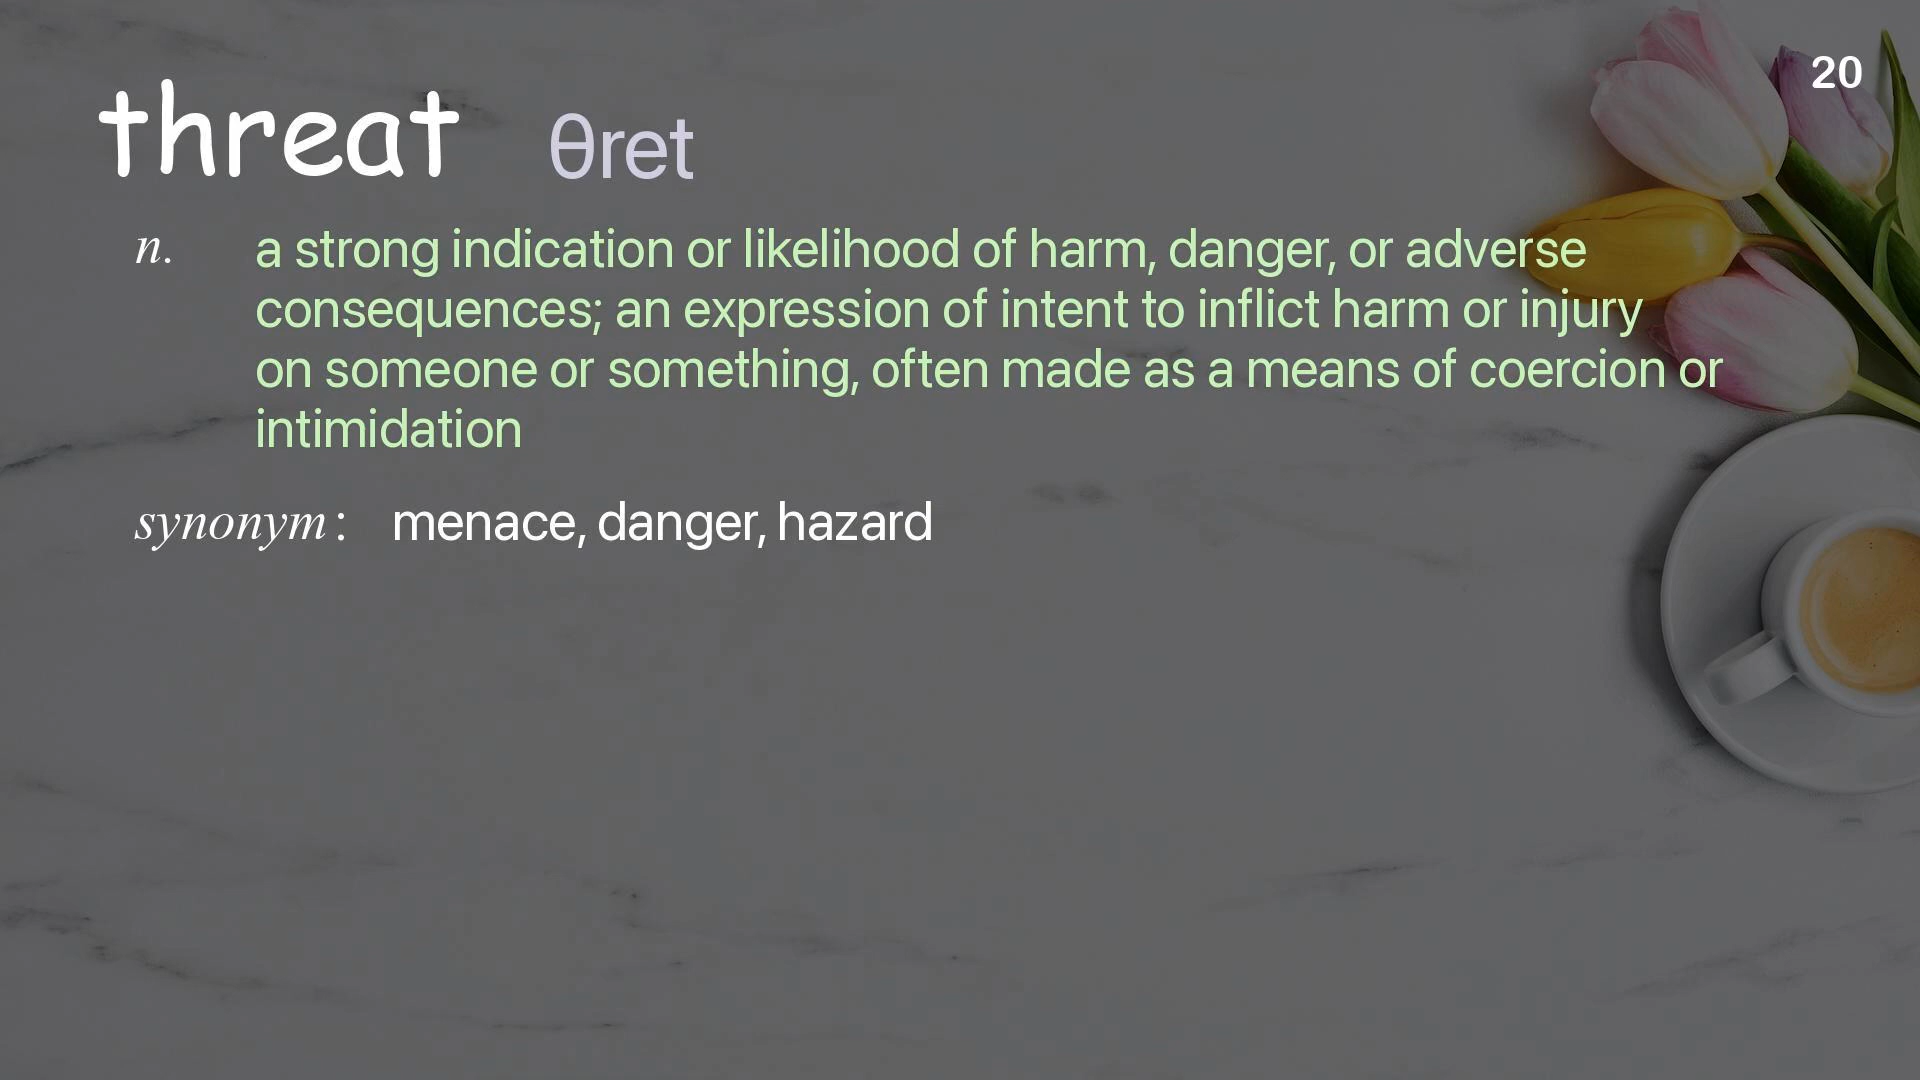 20
threat θret
n. a strong indication or likelihood of harm, danger, or adverse
consequences; an expression of intent to inflict harm or injury
on someone or something, often made as a means of coercion or
intimidation
synonym: menace, danger, hazard